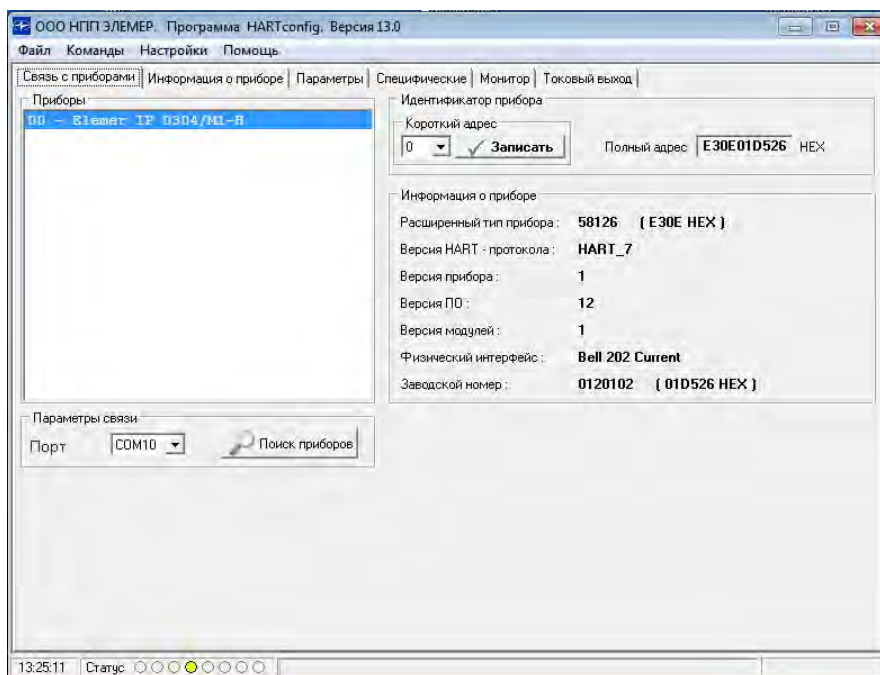 ООО НПП ЭЛЕМЕР. Программа HARTconfig. Версия 13.0
Файл Команды Настройки Помощь
Связь с приборами Информация о приборе Параметры Специфические Монитор Токовый выход
Приборы
00 - Elemer IP 0304/M1-H
Идентификатор прибора
Короткий адрес
0 Записать Полный адрес E30E01D526 HEX
Информация о приборе
Расширенный тип прибора : 58126 ( E30E HEX )
Версия HART - протокола : HART_7
Версия прибора : 1
Версия ПО : 12
Версия модулей : 1
Физический интерфейс : Bell 202 Current
Заводской номер : 0120102 ( 01D526 HEX )
Параметры связи
Порт COM10 Поиск приборов
13:25:11 Статус